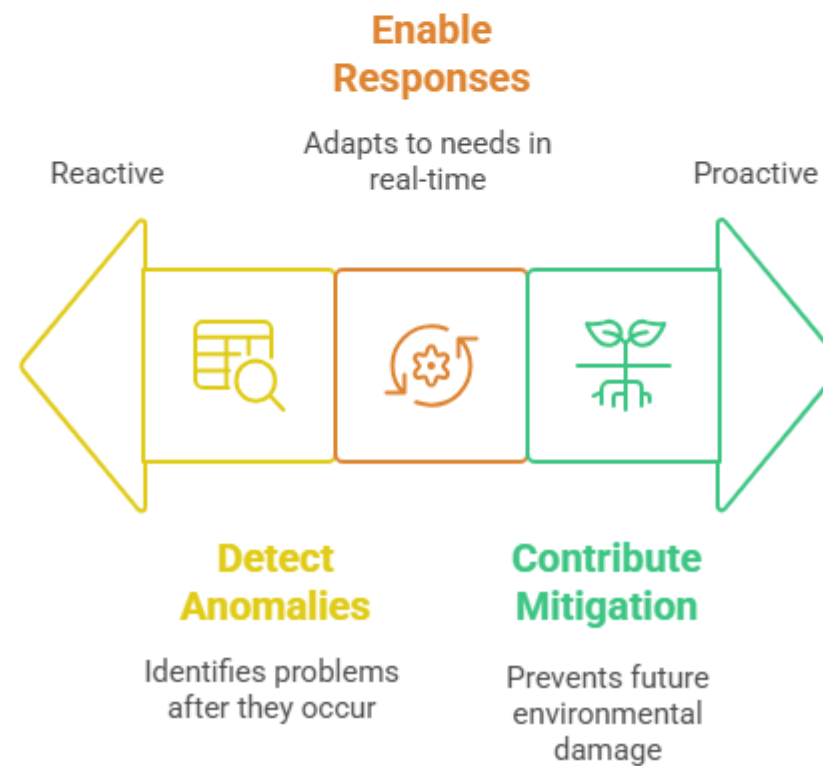 Enable
Responses
Adapts to needs in
real-time
Reactive
Proactive
Detect
Anomalies
Identifies problems
after they occur
Contribute
Mitigation
Prevents future
environmental
damage